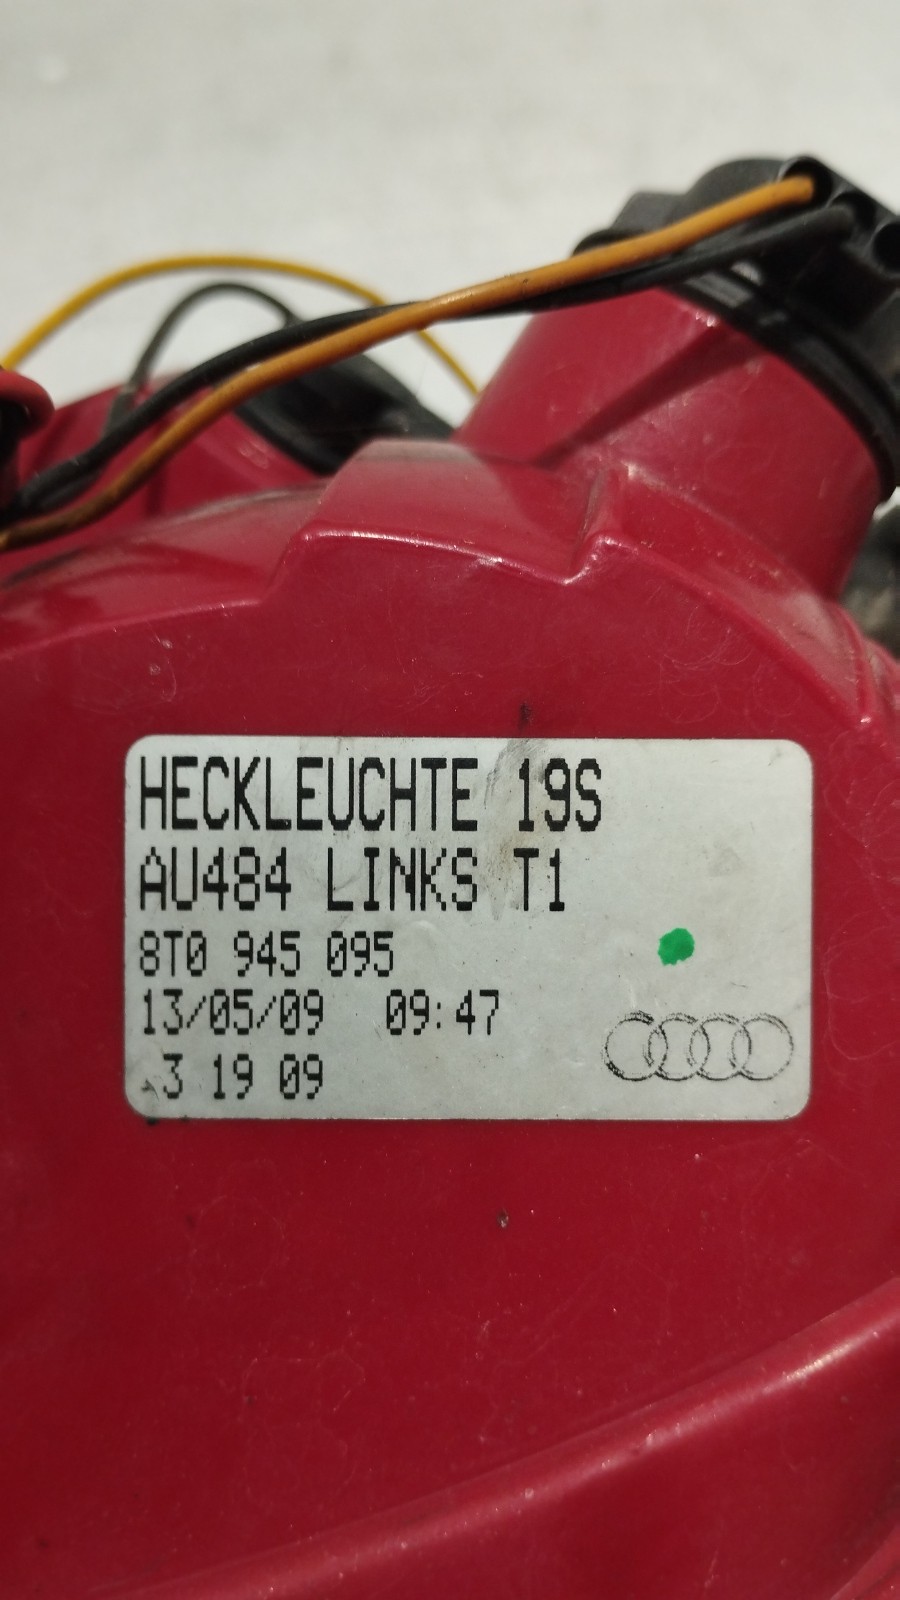 HECKLEUCHTE 19S
AU484 LINKS T1
8T0 945 095
13/05/09 09:47
3 19 09